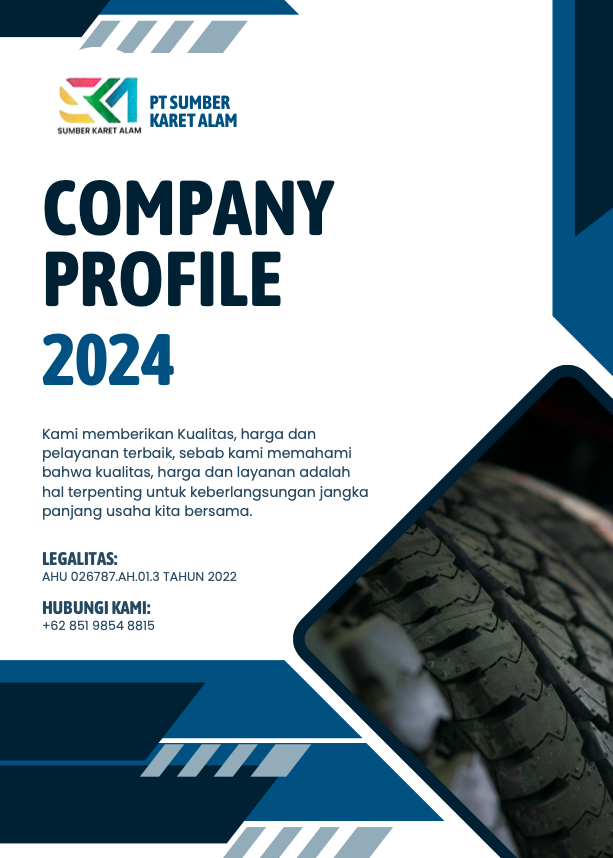 SUMBER KARET ALAM
PT SUMBER
KARET ALAM
COMPANY
PROFILE
2024
Kami memberikan Kualitas, harga dan
pelayanan terbaik, sebab kami memahami
bahwa kualitas, harga dan layanan adalah
hal terpenting untuk keberlangsungan jangka
panjang usaha kita bersama.
LEGALITAS:
AHU 026787.AH.01.3 TAHUN 2022
HUBUNGI KAMI:
+62 851 9854 8815